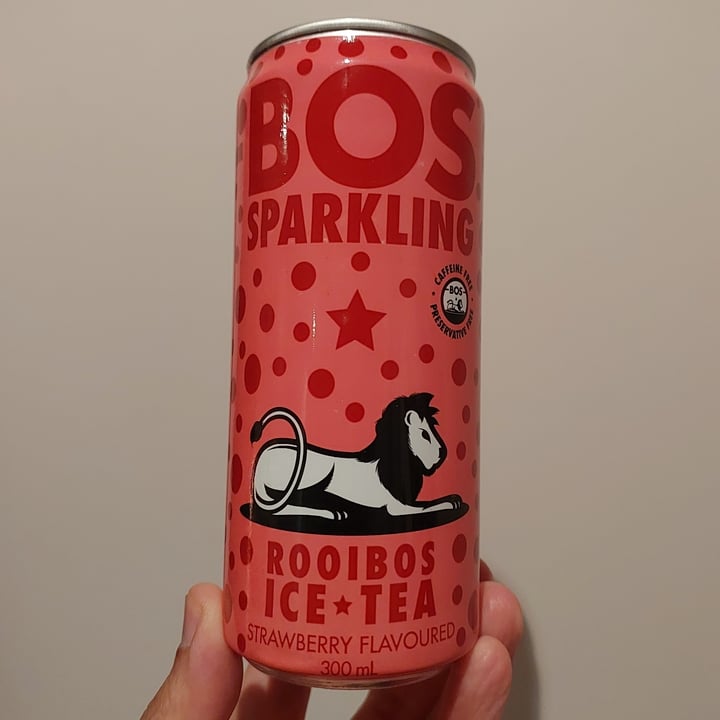 BOS
SPARKLING
CAFFEINE FREE
BOS
PRESERVATIVE FREE
ROOIBOS
ICE★TEA
STRAWBERRY FLAVOURED
300 mL